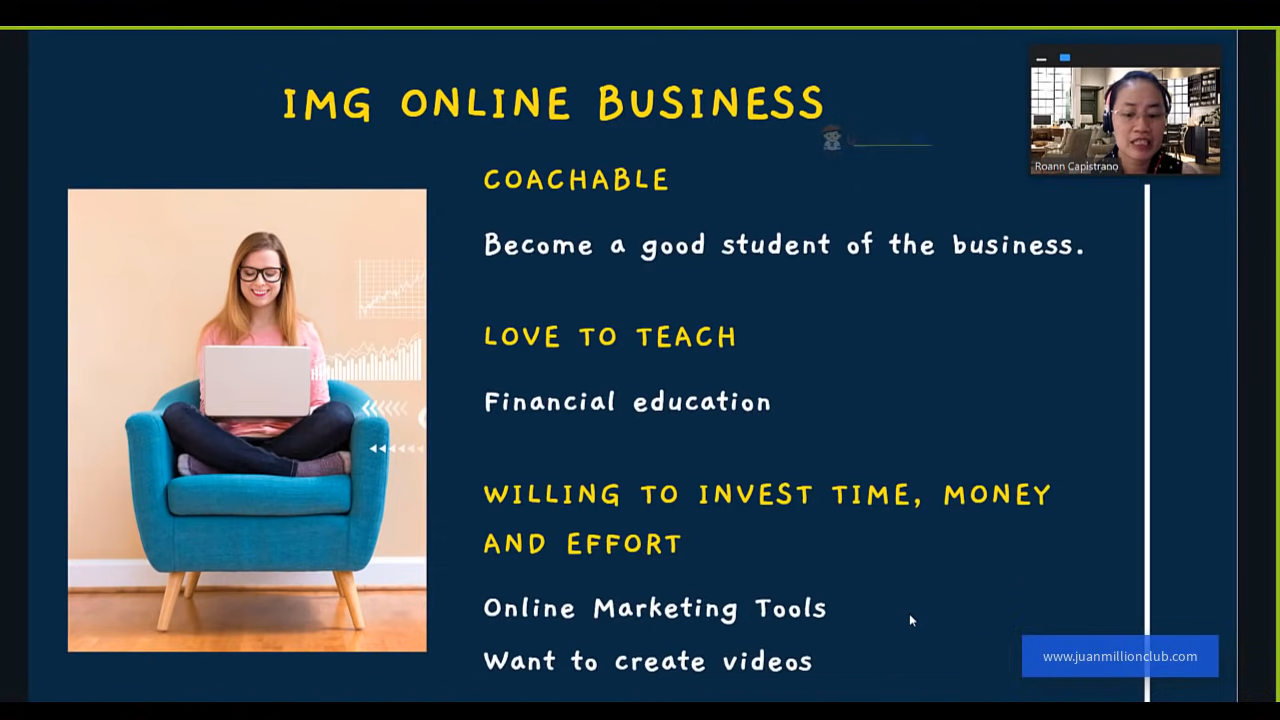 IMG ONLINE BUSINESS
Roann Capistrano
COACHABLE
Become a good student of the business.
LOVE TO TEACH
Financial education
WILLING TO INVEST TIME, MONEY
AND EFFORT
Online Marketing Tools
Want to create videos
www.juanmillionclub.com